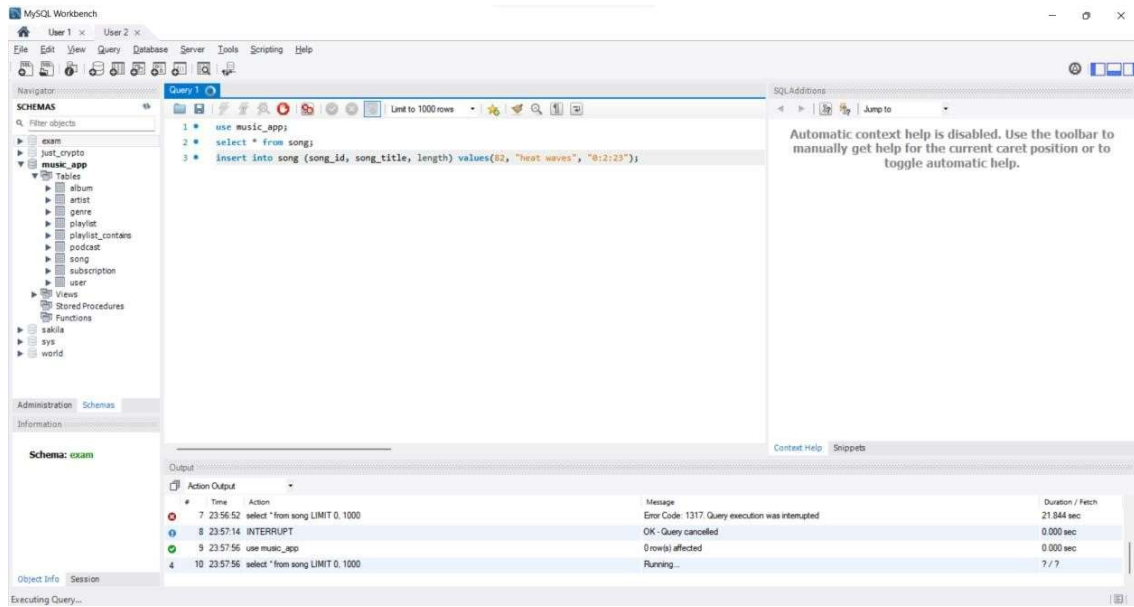 MySQL Workbench
User 1 × User 2 ×
File Edit View Query Database Server Tools Scripting Help
Navigator
SCHEMAS
Filter objects
exam
just_crypto
music_app
Tables
album
artist
genre
playlist
playlist_contains
podcast
song
subscription
user
Views
Stored Procedures
Functions
sakila
sys
world
Administration Schemas
Information
Schema: exam
Object Info Session
Query 1
Limit to 1000 rows
1 use music_app;
2 select * from song;
3 insert into song (song_id, song_title, length) values(82, "heat waves", "0:2:23");
SQLAdditions
Jump to
Automatic context help is disabled. Use the toolbar to
manually get help for the current caret position or to
toggle automatic help.
Context Help Snippets
Output
Action Output
# Time Action Message Duration / Fetch
7 23:56:52 select * from song LIMIT 0, 1000 Error Code: 1317. Query execution was interrupted 21.844 sec
8 23:57:14 INTERRUPT OK - Query cancelled 0.000 sec
9 23:57:56 use music_app 0 row(s) affected 0.000 sec
10 23:57:56 select * from song LIMIT 0, 1000 Running... ? / ?
Executing Query...